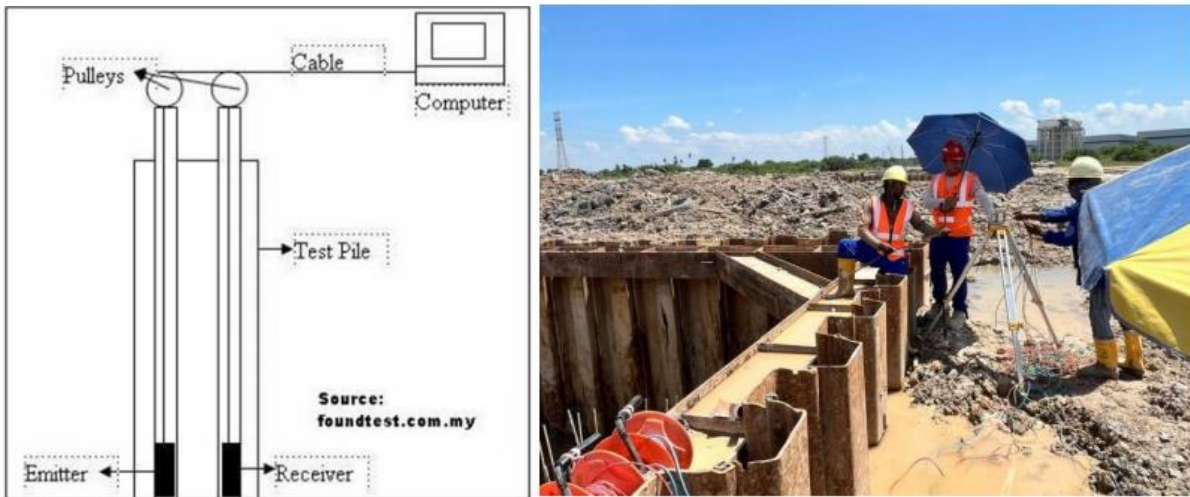 Pulleys
Cable
Computer
Test Pile
Source:
foundtest.com.my
Emitter
Receiver